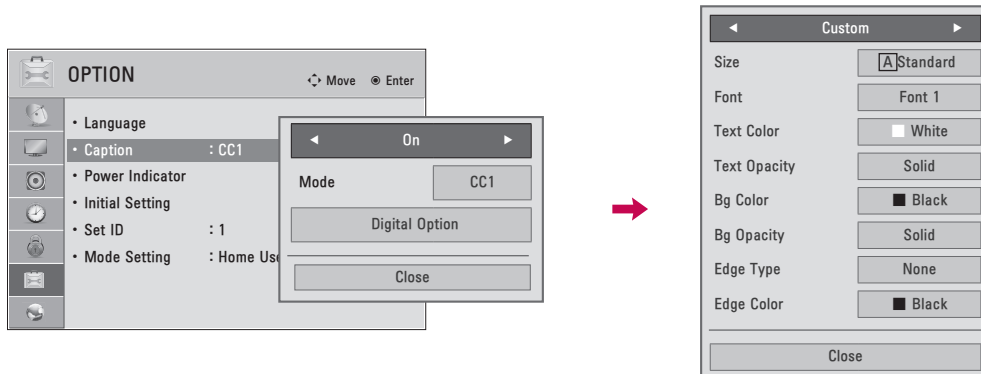 OPTION
Move Enter
• Language
• Caption : CC1
• Power Indicator
• Initial Setting
• Set ID : 1
• Mode Setting : Home Use
◄ On ►
Mode CC1
Digital Option
Close
◄ Custom ►
Size A Standard
Font Font 1
Text Color White
Text Opacity Solid
Bg Color Black
Bg Opacity Solid
Edge Type None
Edge Color Black
Close